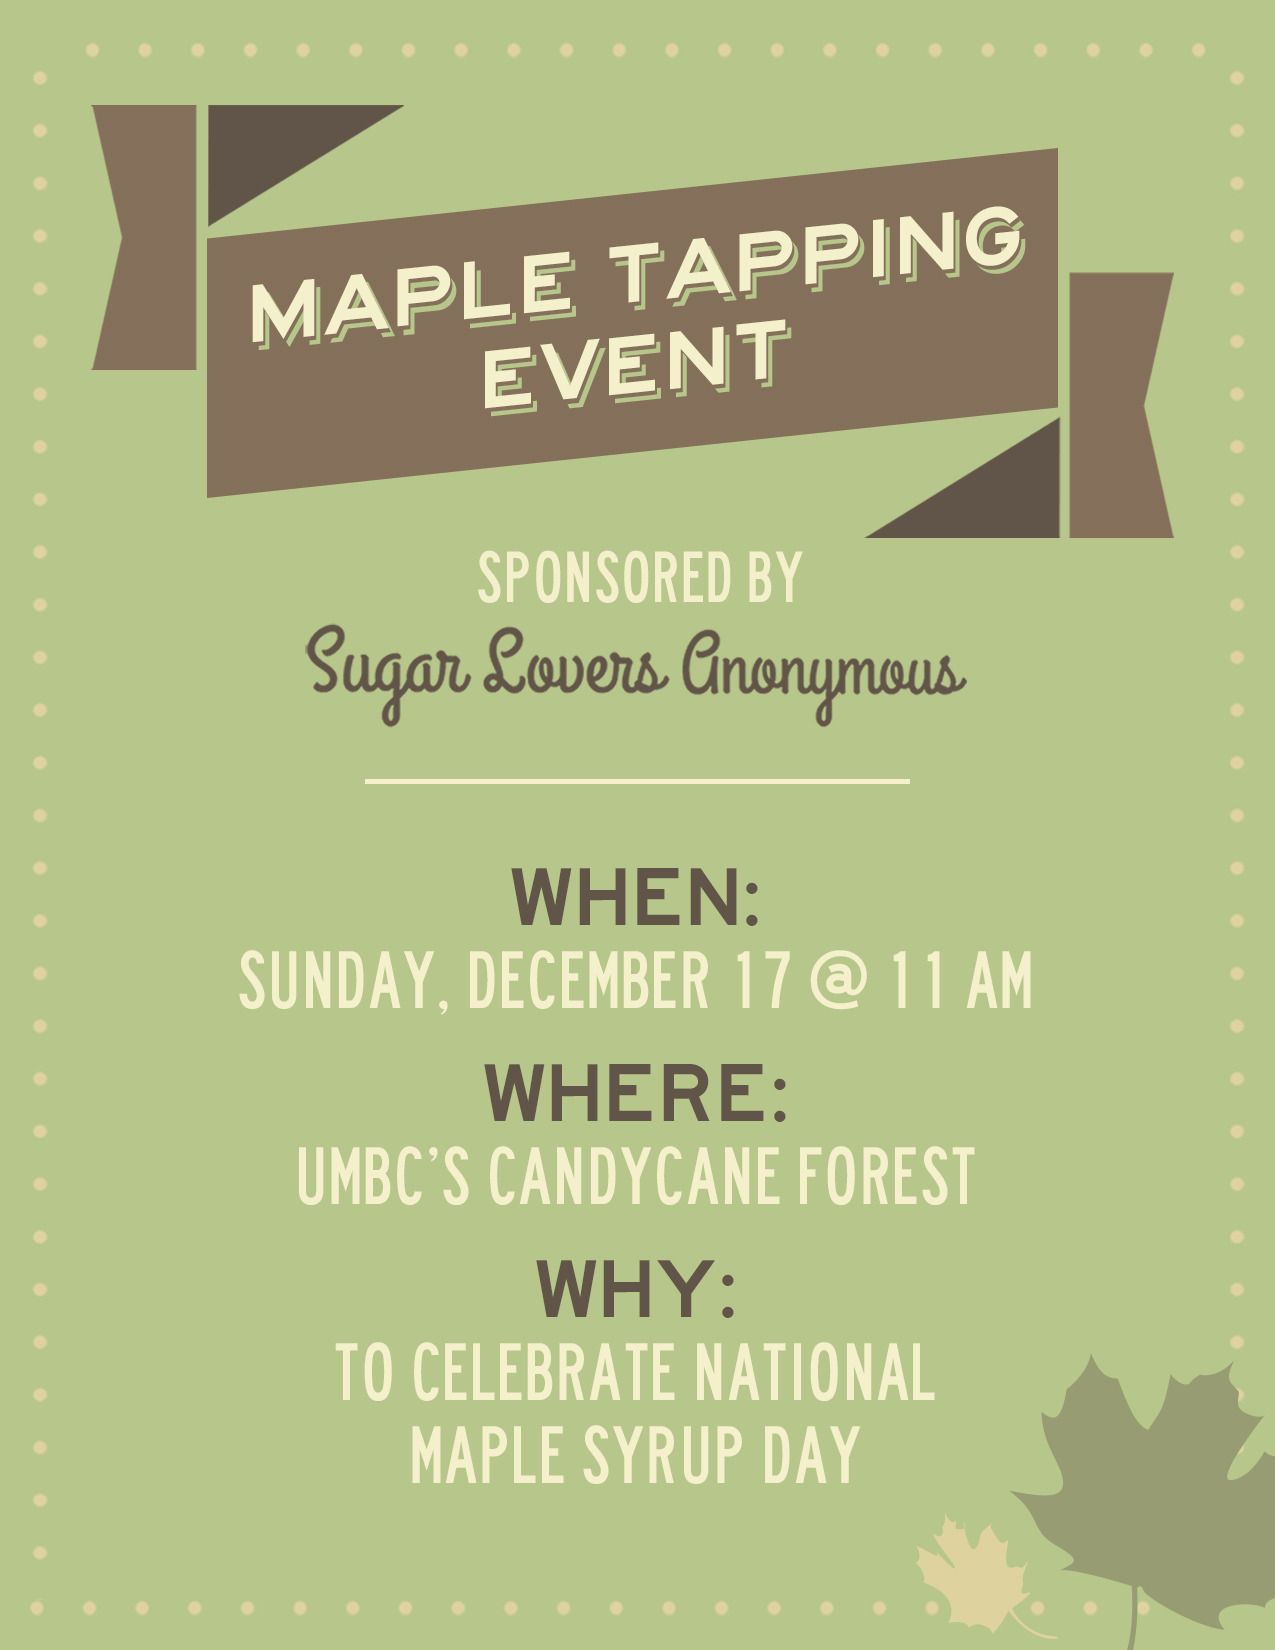 MAPLE TAPPING
EVENT
SPONSORED BY
Sugar Lovers Anonymous
WHEN:
SUNDAY, DECEMBER 17 @ 11 AM
WHERE:
UMBC'S CANDYCANE FOREST
WHY:
TO CELEBRATE NATIONAL
MAPLE SYRUP DAY